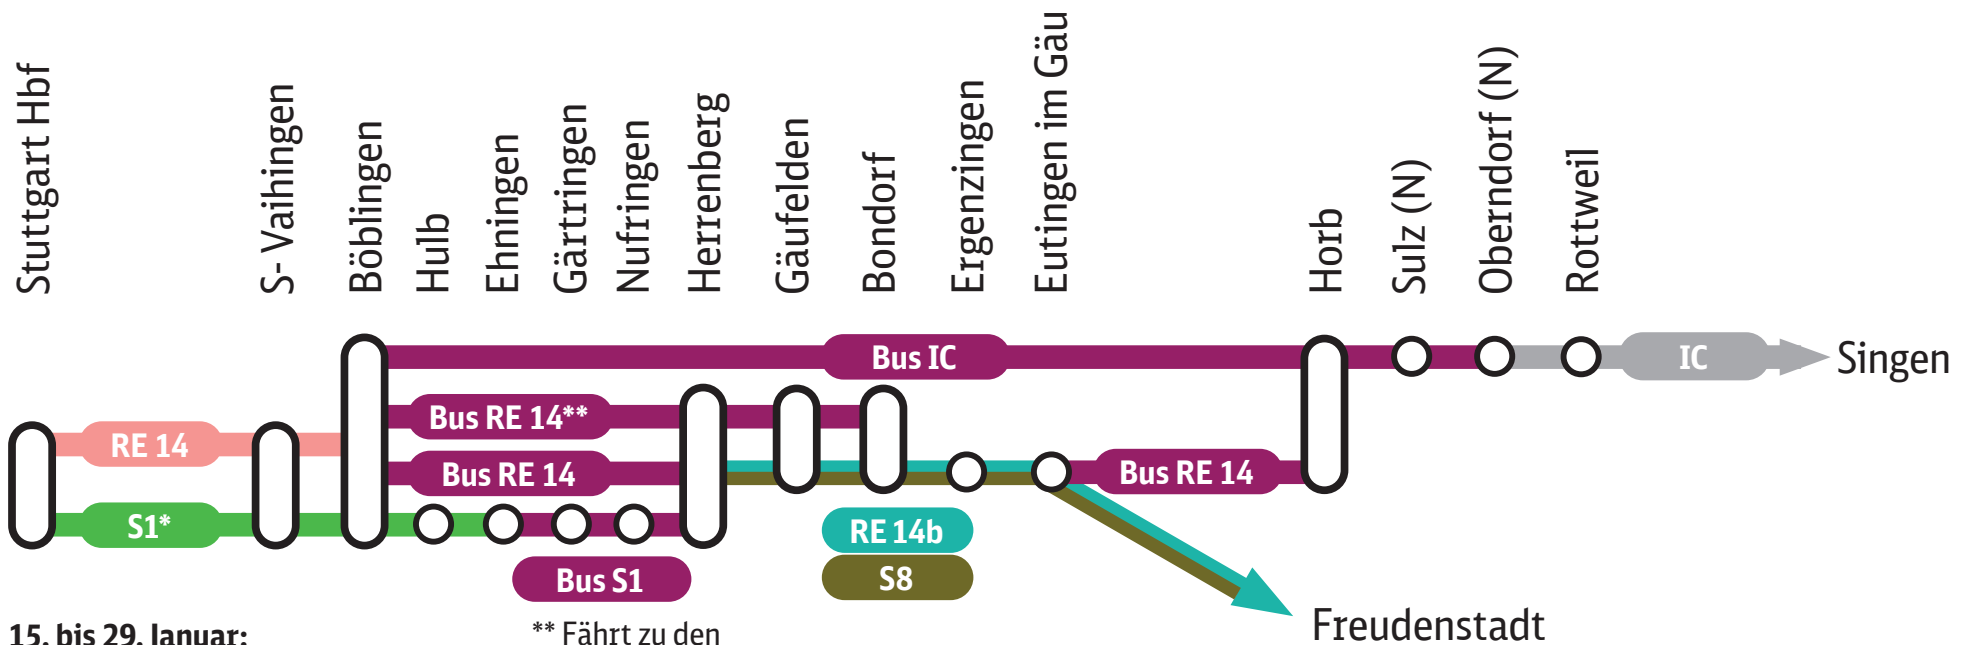 Stuttgart Hbf
S- Vaihingen
Böblingen
Hulb
Ehningen
Gärtringen
Nufringen
Herrenberg
Gäufelden
Bondorf
Ergenzingen
Eutingen im Gäu
Horb
Sulz (N)
Oberndorf (N)
Rottweil
Bus IC
IC
Singen
Bus RE 14**
RE 14
Bus RE 14
Bus RE 14
S1*
RE 14b
Bus S1
S8
Freudenstadt
15. bis 29. Januar:
** Fährt zu den